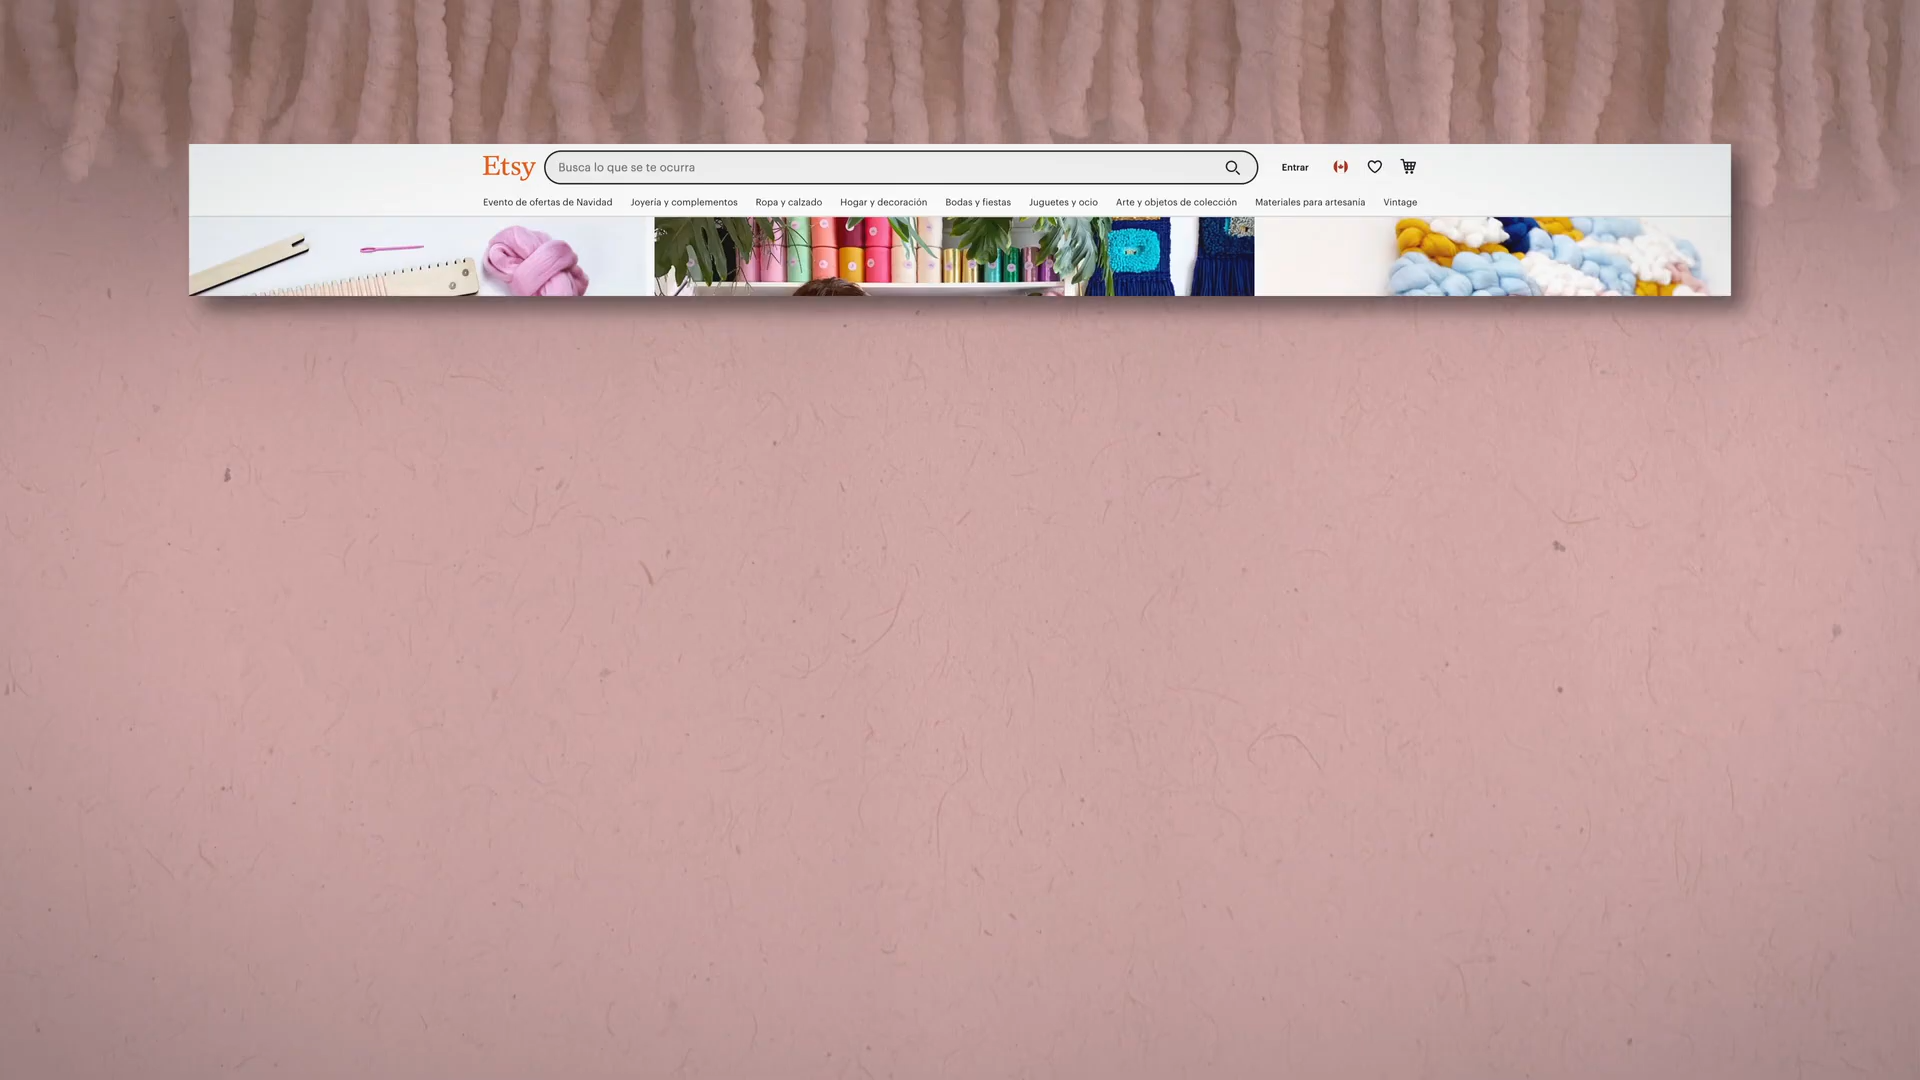 Etsy
Busca lo que se te ocurra
Entrar
Evento de ofertas de Navidad Joyería y complementos Ropa y calzado Hogar y decoración Bodas y fiestas Juguetes y ocio Arte y objetos de colección Materiales para artesanía Vintage